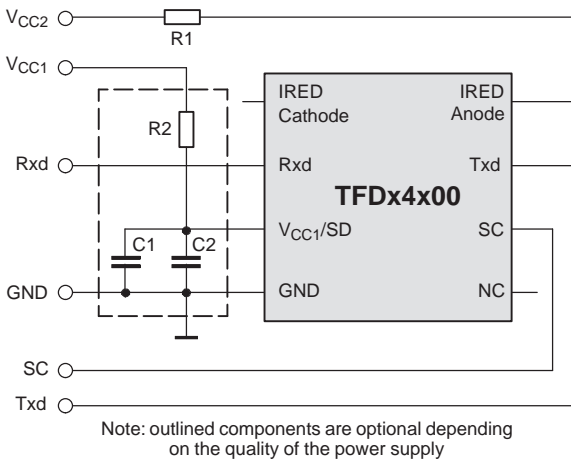 VCC2
R1
VCC1
IRED Cathode
IRED Anode
R2
Rxd
Rxd
Txd
TFDx4x00
VCC1/SD
SC
C1
C2
GND
GND
NC
SC
Txd
Note: outlined components are optional depending
on the quality of the power supply